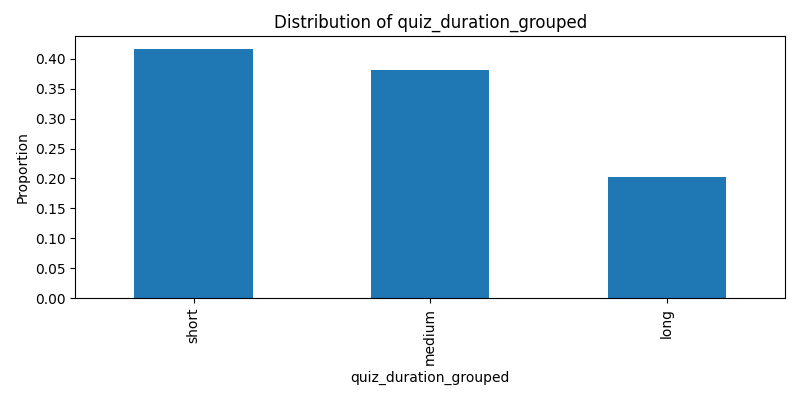 Distribution of quiz_duration_grouped
Proportion
0.40
0.35
0.30
0.25
0.20
0.15
0.10
0.05
0.00
short
medium
long
quiz_duration_grouped